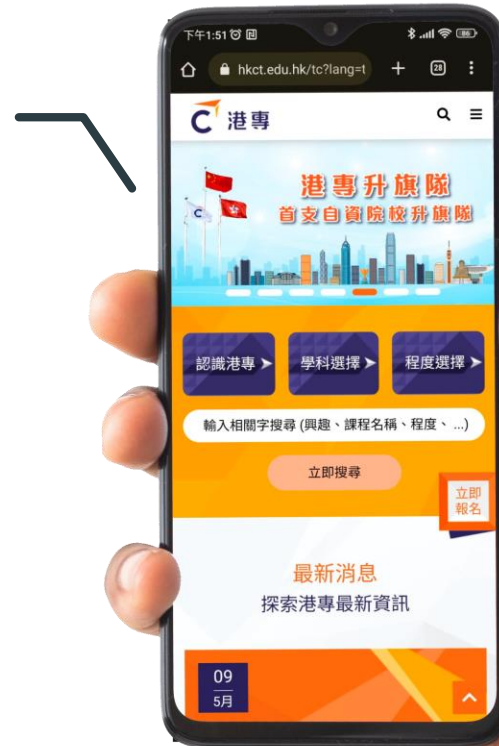 下午1:51
86
hkct.edu.hk/tc?lang=t
28
C 港專
港專升旗隊
首支自資院校升旗隊
認識港專
學科選擇
程度選擇
輸入相關字搜尋 (興趣、課程名稱、程度、 ...)
立即搜尋
立即
報名
最新消息
探索港專最新資訊
09
5月